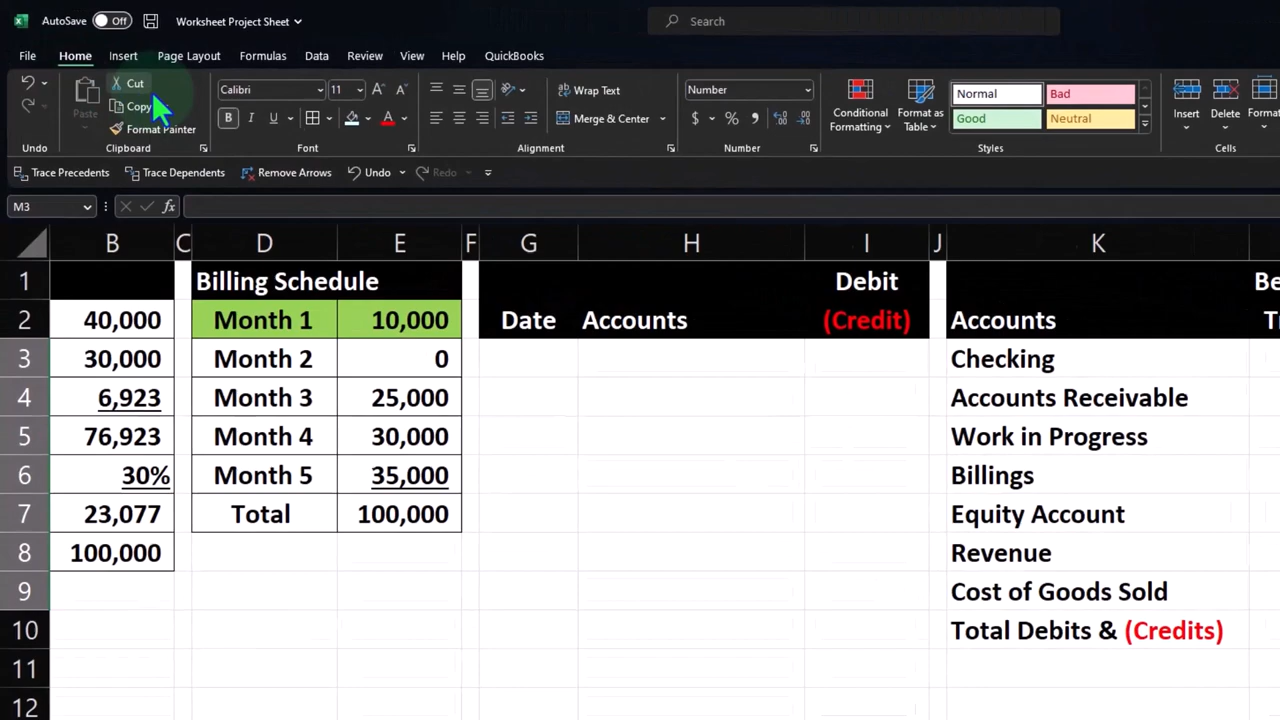 AutoSave Off Worksheet Project Sheet Search
File Home Insert Page Layout Formulas Data Review View Help QuickBooks
Cut Calibri 11 Wrap Text Number Normal Bad
Paste Copy Conditional Formatting Format as Table Insert Delete Format
Format Painter B I U Merge & Center $ % Good Neutral
Undo Clipboard Font Alignment Number Styles Cells
Trace Precedents Trace Dependents Remove Arrows Undo Redo
M3 fx
B C D E F G H I J K
1 Billing Schedule Debit
2 40,000 Month 1 10,000 Date Accounts (Credit) Accounts
3 30,000 Month 2 0 Checking
4 6,923 Month 3 25,000 Accounts Receivable
5 76,923 Month 4 30,000 Work in Progress
6 30% Month 5 35,000 Billings
7 23,077 Total 100,000 Equity Account
8 100,000 Revenue
9 Cost of Goods Sold
10 Total Debits & (Credits)
11
12